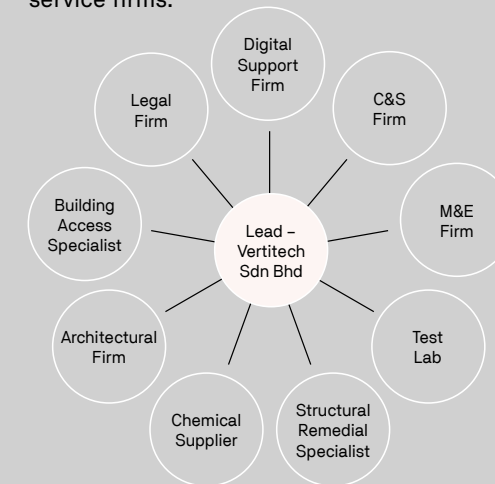 service firms.
Digital
Support
Firm
Legal
Firm
C&S
Firm
Building
Access
Specialist
M&E
Firm
Lead –
Vertitech
Sdn Bhd
Architectural
Firm
Test
Lab
Chemical
Supplier
Structural
Remedial
Specialist